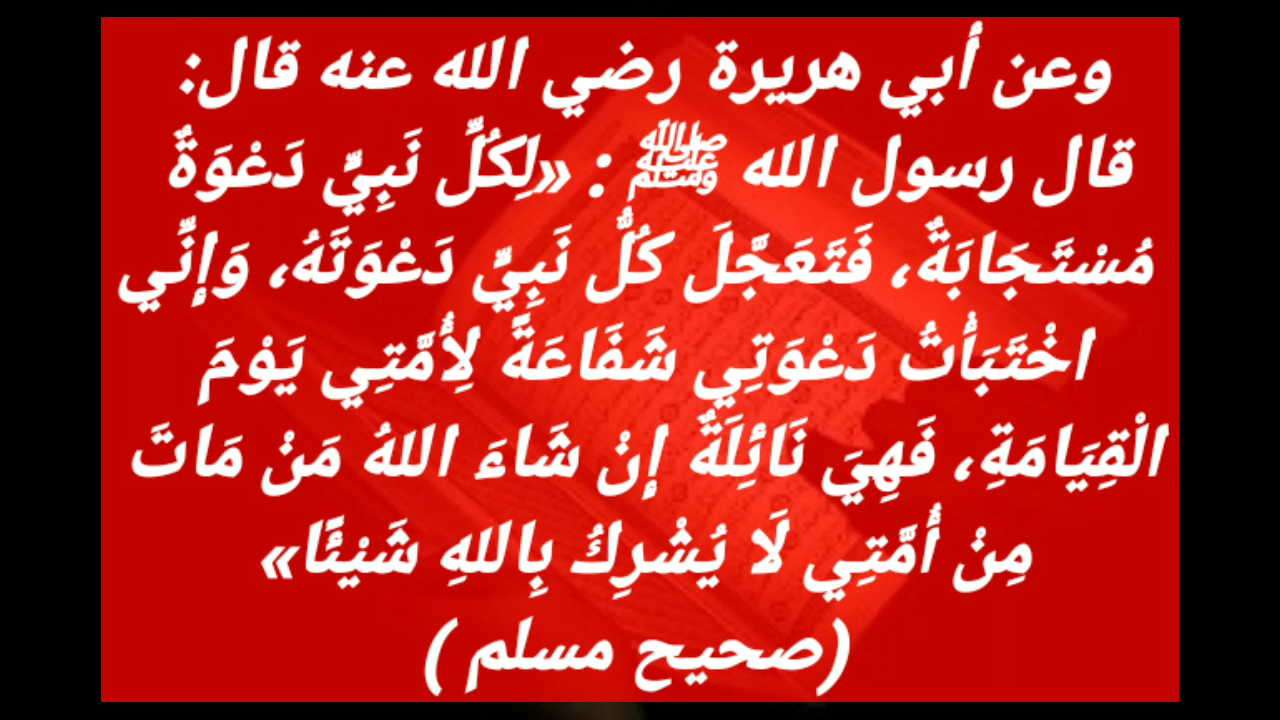 وعن أبي هريرة رضي الله عنه قال:
قال رسول الله ﷺ : «لِكُلِّ نَبِيٍّ دَعْوَةٌ
مُسْتَجَابَةٌ، فَتَعَجَّلَ كُلُّ نَبِيٍّ دَعْوَتَهُ، وَإِنِّي
اخْتَبَأْتُ دَعْوَتِي شَفَاعَةً لِأُمَّتِي يَوْمَ
الْقِيَامَةِ، فَهِيَ نَائِلَةٌ إِنْ شَاءَ اللهُ مَنْ مَاتَ
مِنْ أُمَّتِي لَا يُشْرِكُ بِاللهِ شَيْئًا»
(صحيح مسلم )